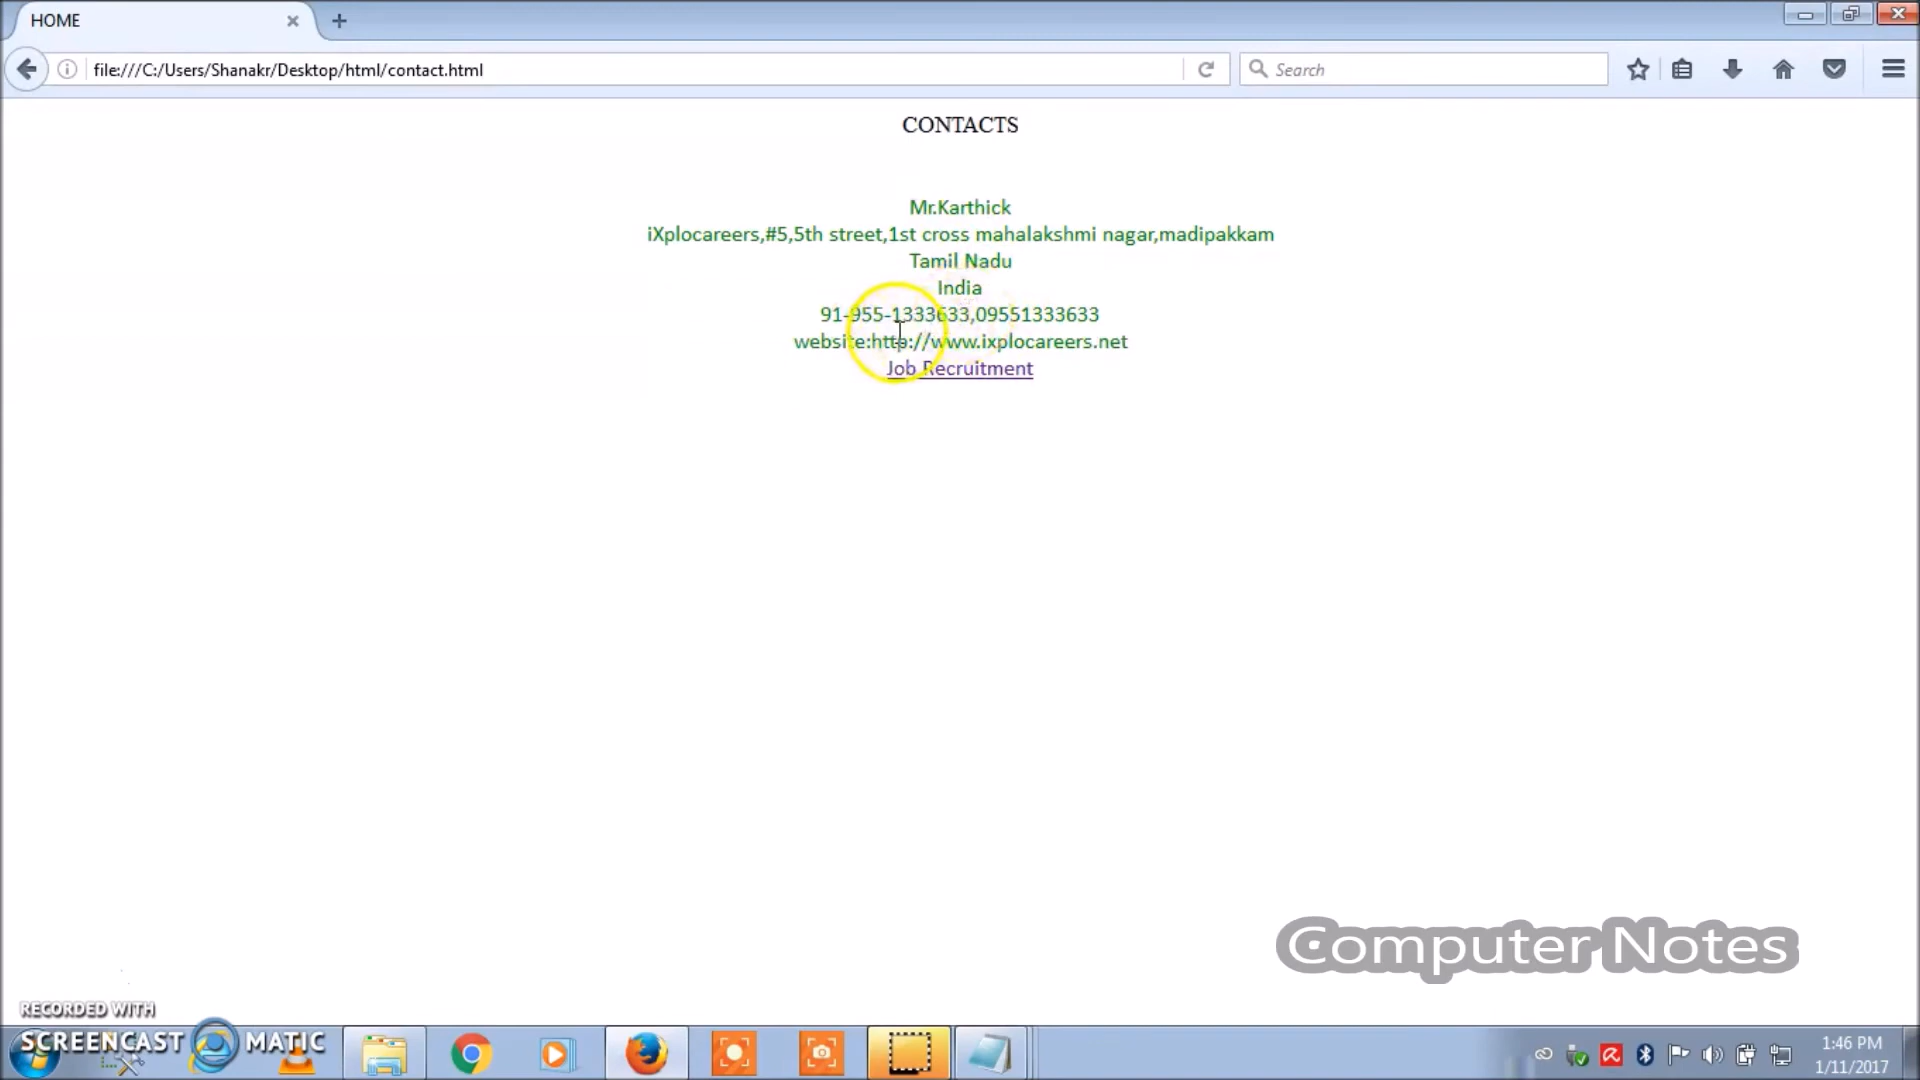 HOME
file:///C:/Users/Shanakr/Desktop/html/contact.html
Search
CONTACTS
Mr.Karthick
iXplocareers,#5,5th street,1st cross mahalakshmi nagar,madipakkam
Tamil Nadu
India
91-955-1333633,09551333633
website:http://www.ixplocareers.net
Job Recruitment
Computer Notes
RECORDED WITH
SCREENCAST MATIC
1:46 PM
1/11/2017